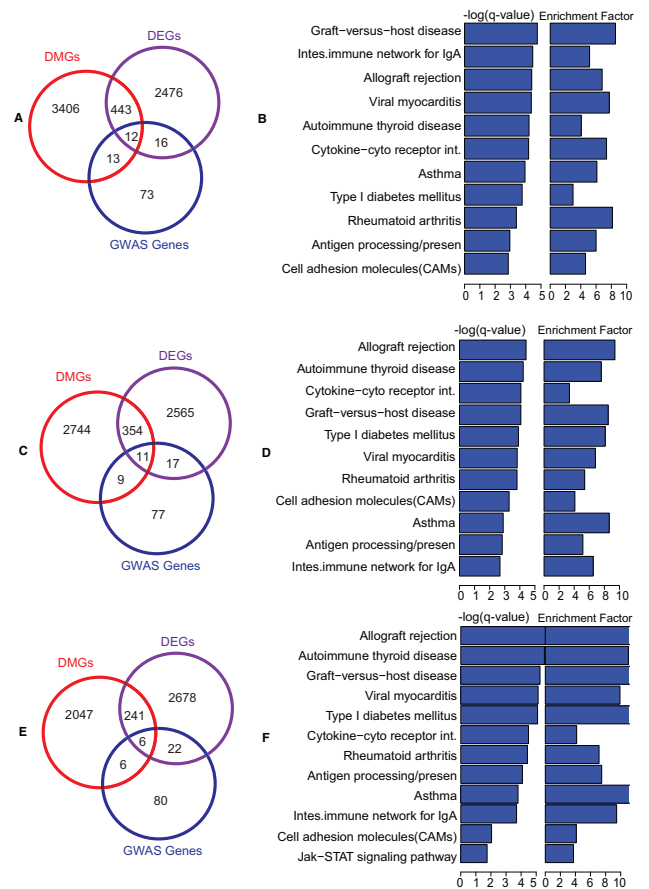 A
DMGs
DEGs
3406
443
2476
12
16
13
73
GWAS Genes
B
-log(q-value) Enrichment Factor
Graft−versus−host disease
Intes.immune network for IgA
Allograft rejection
Viral myocarditis
Autoimmune thyroid disease
Cytokine−cyto receptor int.
Asthma
Type I diabetes mellitus
Rheumatoid arthritis
Antigen processing/presen
Cell adhesion molecules(CAMs)
0 1 2 3 4 5 0 2 4 6 8 10
C
DMGs
DEGs
2744
354
2565
11
17
9
77
GWAS Genes
D
-log(q-value) Enrichment Factor
Allograft rejection
Autoimmune thyroid disease
Cytokine−cyto receptor int.
Graft−versus−host disease
Type I diabetes mellitus
Viral myocarditis
Rheumatoid arthritis
Cell adhesion molecules(CAMs)
Asthma
Antigen processing/presen
Intes.immune network for IgA
0 1 2 3 4 5 0 2 4 6 8 10
E
DMGs
DEGs
2047
241
2678
6
22
6
80
GWAS Genes
F
-log(q-value) Enrichment Factor
Allograft rejection
Autoimmune thyroid disease
Graft−versus−host disease
Viral myocarditis
Type I diabetes mellitus
Cytokine−cyto receptor int.
Rheumatoid arthritis
Antigen processing/presen
Asthma
Intes.immune network for IgA
Cell adhesion molecules(CAMs)
Jak−STAT signaling pathway
0 1 2 3 4 5 0 2 4 6 8 10